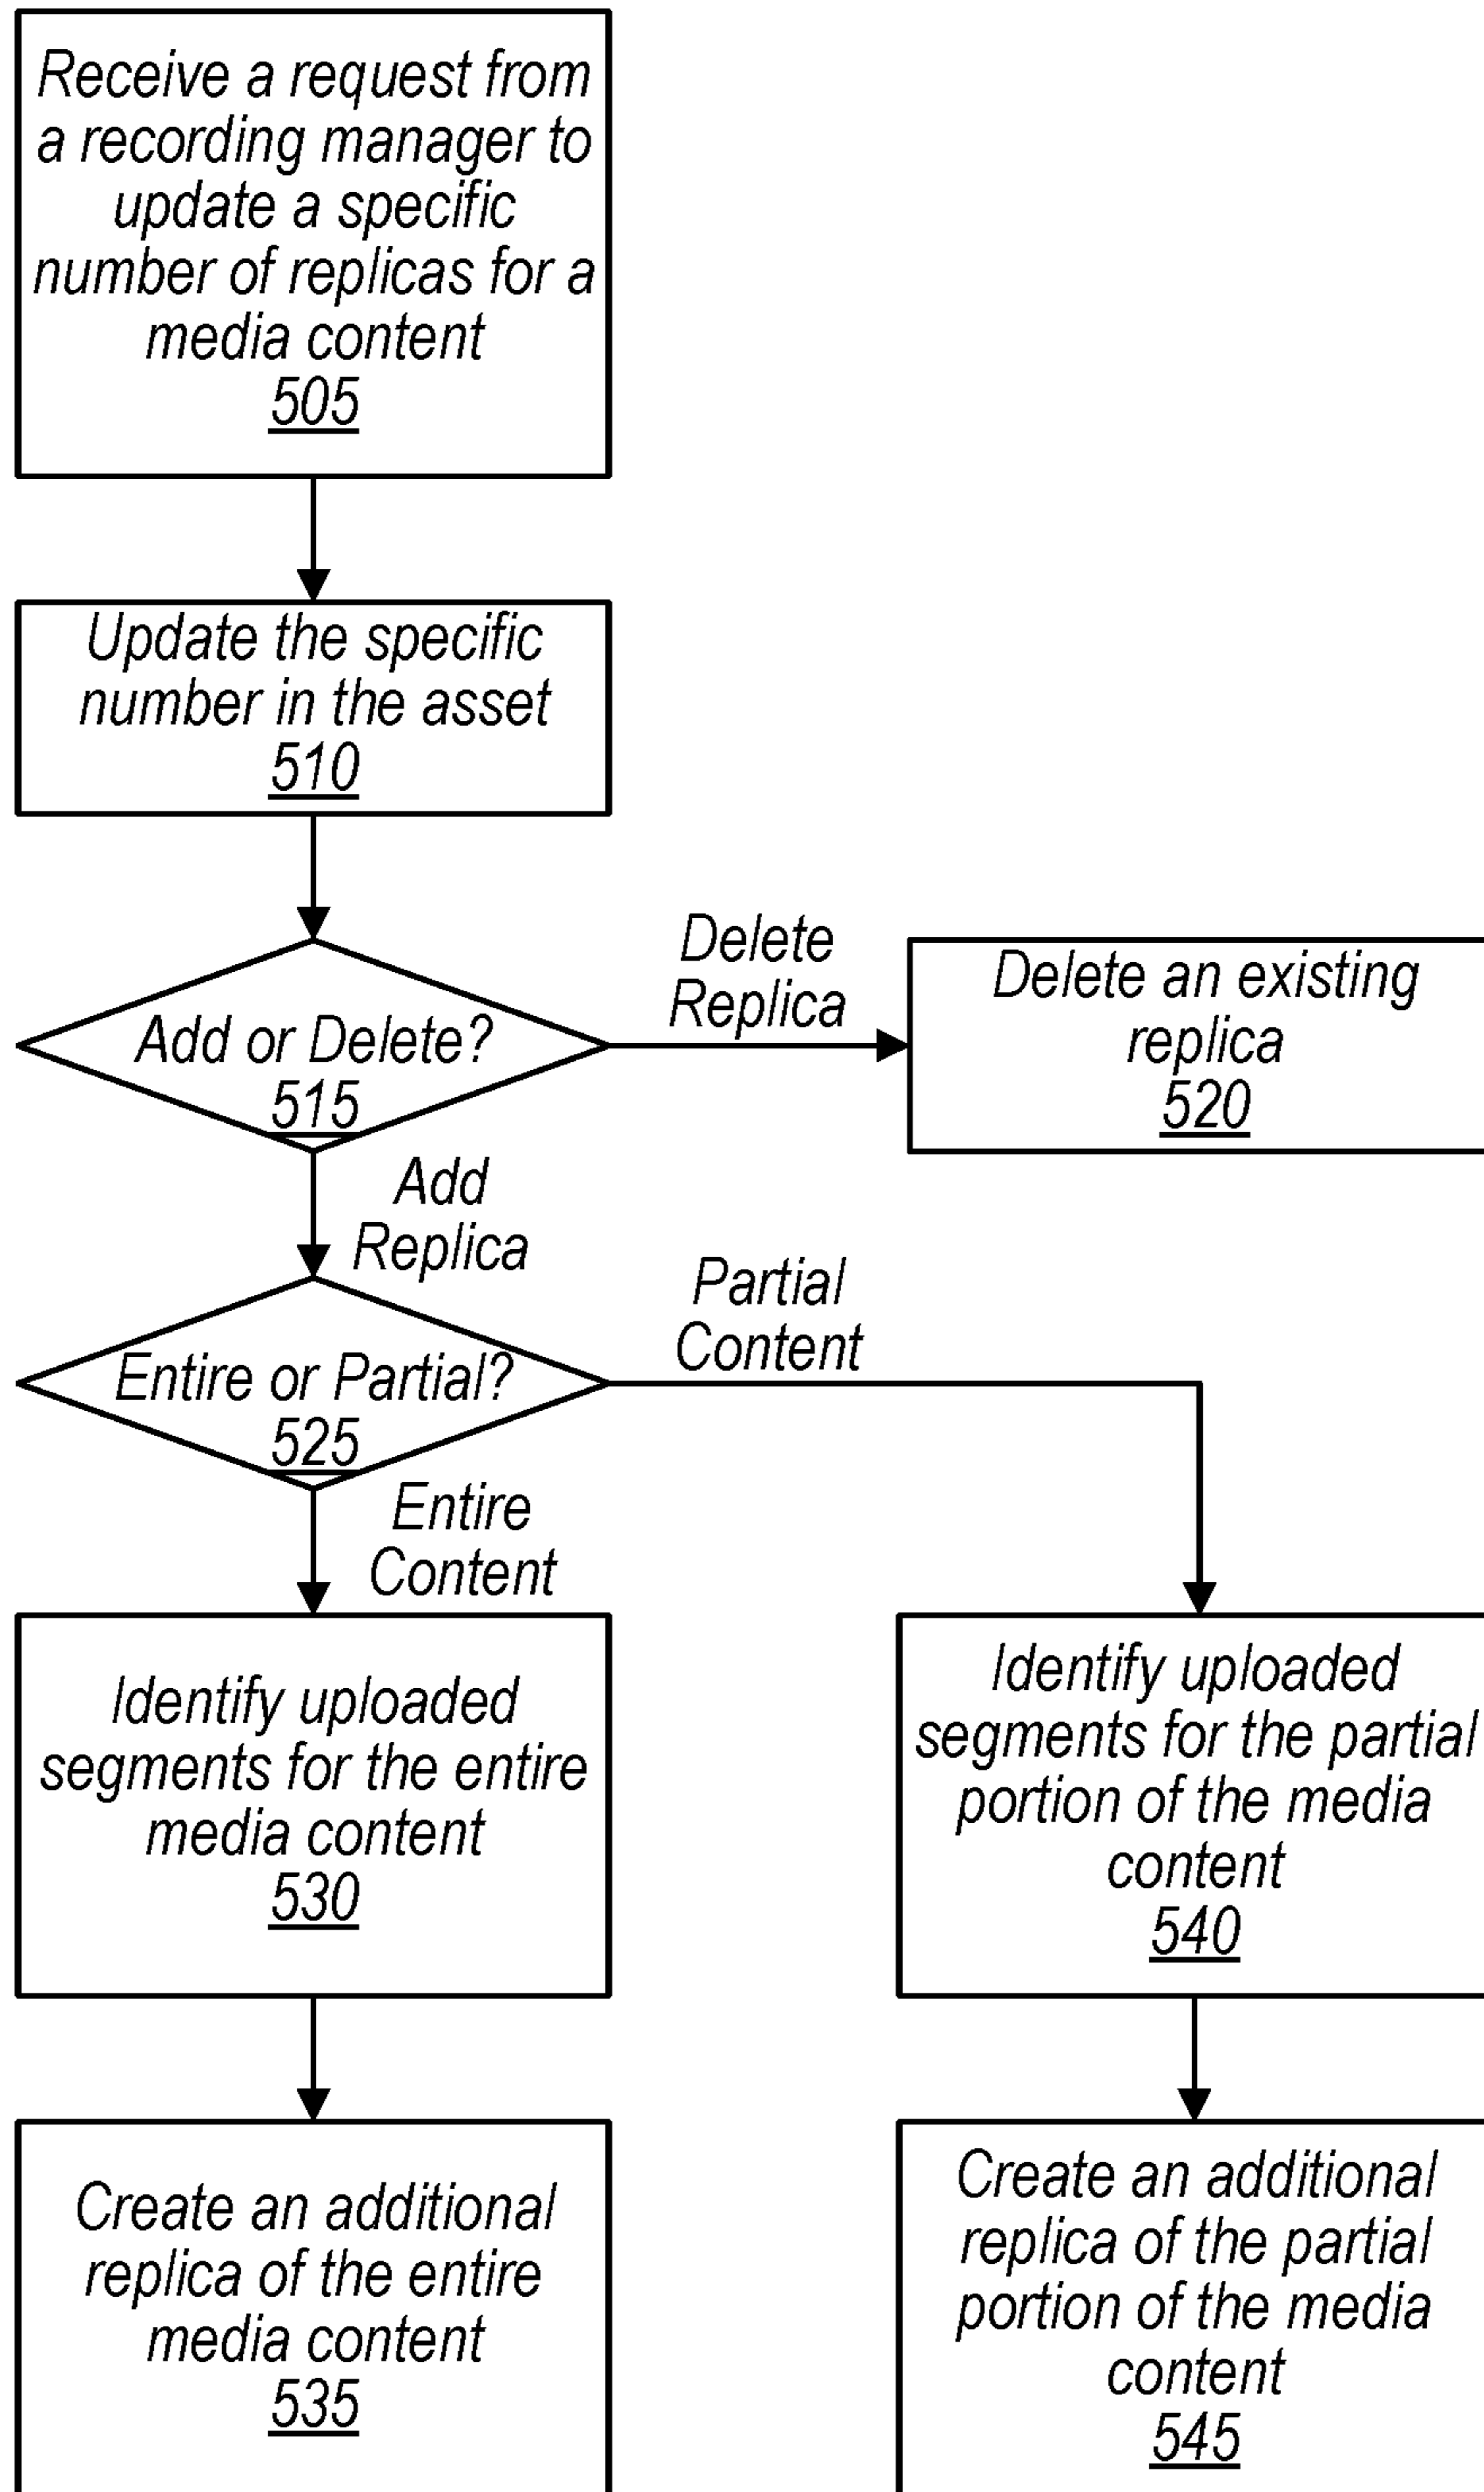 Receive a request from
a recording manager to
update a specific
number of replicas for a
media content
505
Update the specific
number in the asset
510
Add or Delete?
515
Delete
Replica
Delete an existing
replica
520
Add
Replica
Entire or Partial?
525
Partial
Content
Entire
Content
Identify uploaded
segments for the entire
media content
530
Identify uploaded
segments for the partial
portion of the media
content
540
Create an additional
replica of the entire
media content
535
Create an additional
replica of the partial
portion of the media
content
545